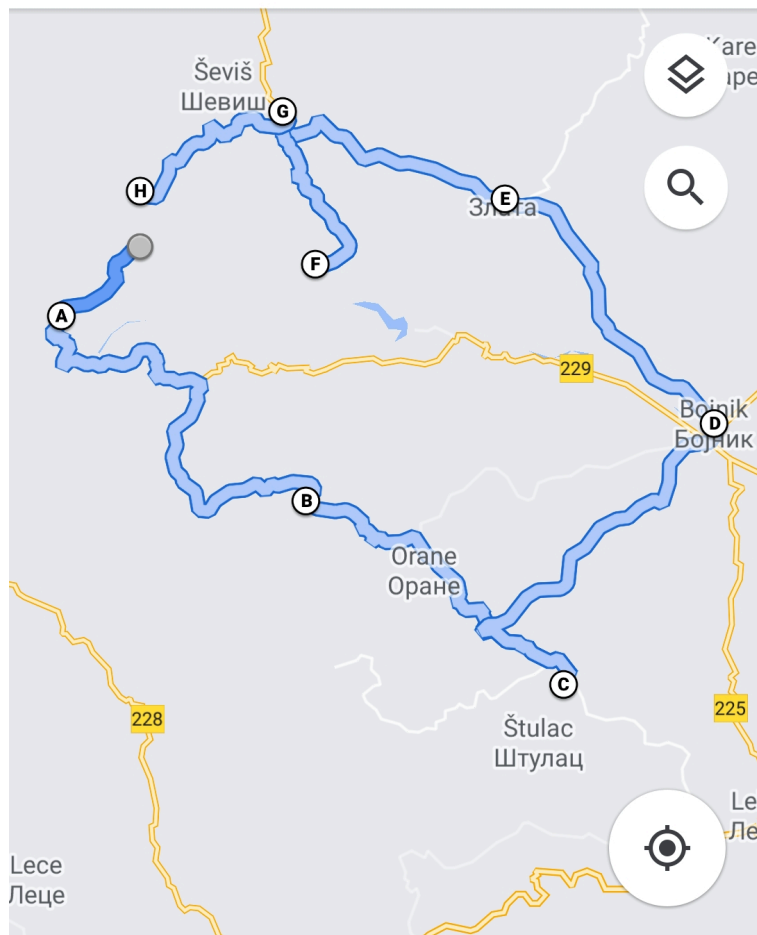 Ševiš
Шевиш
G
H
E
Злата
F
A
229
Bojnik
D
Бојник
B
Orane
Оране
C
228
225
Štulac
Штулац
Lece
Леце